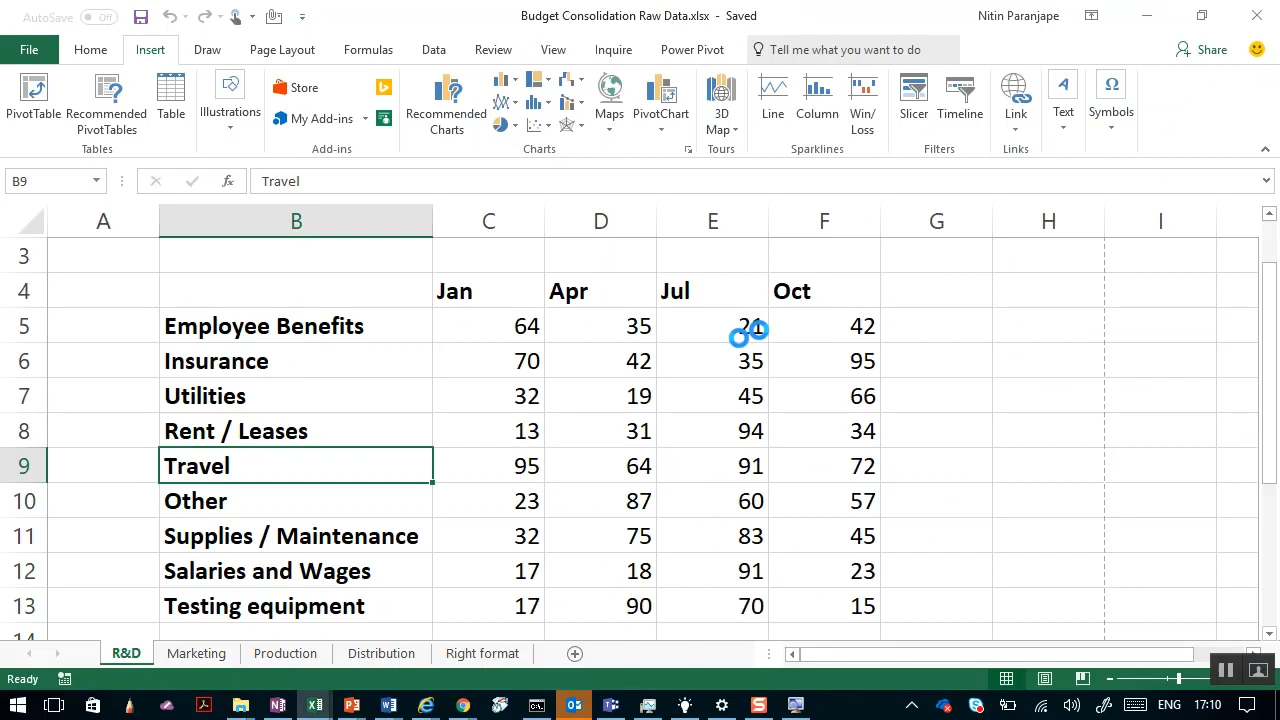 AutoSave Off
Budget Consolidation Raw Data.xlsx - Saved
Nitin Paranjape
File Home Insert Draw Page Layout Formulas Data Review View Inquire Power Pivot Tell me what you want to do Share
PivotTable
Recommended PivotTables
Table
Illustrations
Store
My Add-ins
Recommended Charts
Maps
PivotChart
3D Map
Line
Column
Win/ Loss
Slicer
Timeline
Link
Text
Symbols
Tables Add-ins Charts Tours Sparklines Filters Links
B9 fx Travel
A B C D E F G H I
3
4 Jan Apr Jul Oct
5 Employee Benefits 64 35 21 42
6 Insurance 70 42 35 95
7 Utilities 32 19 45 66
8 Rent / Leases 13 31 94 34
9 Travel 95 64 91 72
10 Other 23 87 60 57
11 Supplies / Maintenance 32 75 83 45
12 Salaries and Wages 17 18 91 23
13 Testing equipment 17 90 70 15
14
R&D Marketing Production Distribution Right format
Ready
ENG 17:10